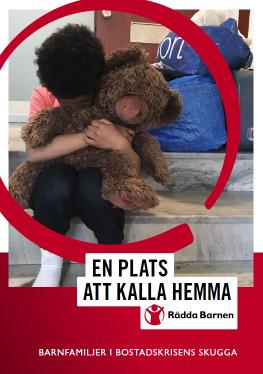 EN PLATS
ATT KALLA HEMMA
Rädda Barnen
BARNFAMILJER I BOSTADSKRISENS SKUGGA